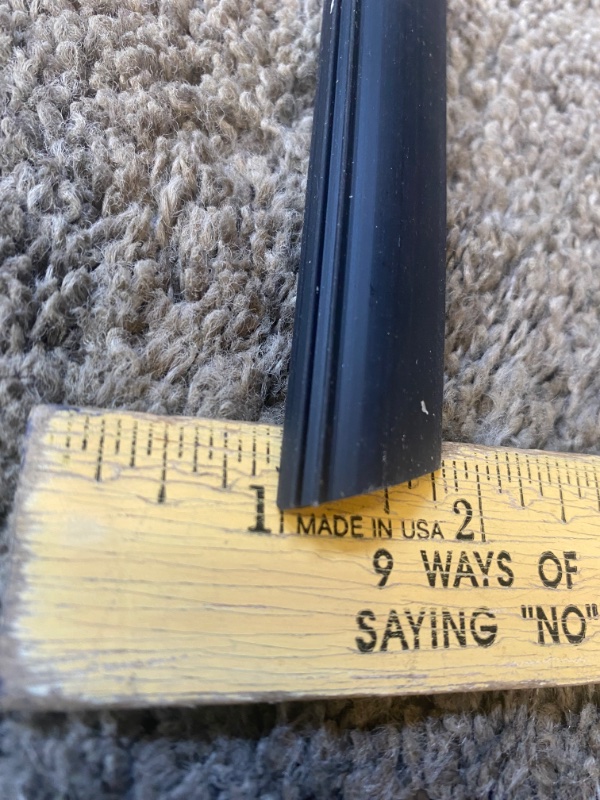 1 MADE IN USA 2
9 WAYS OF
SAYING "NO"